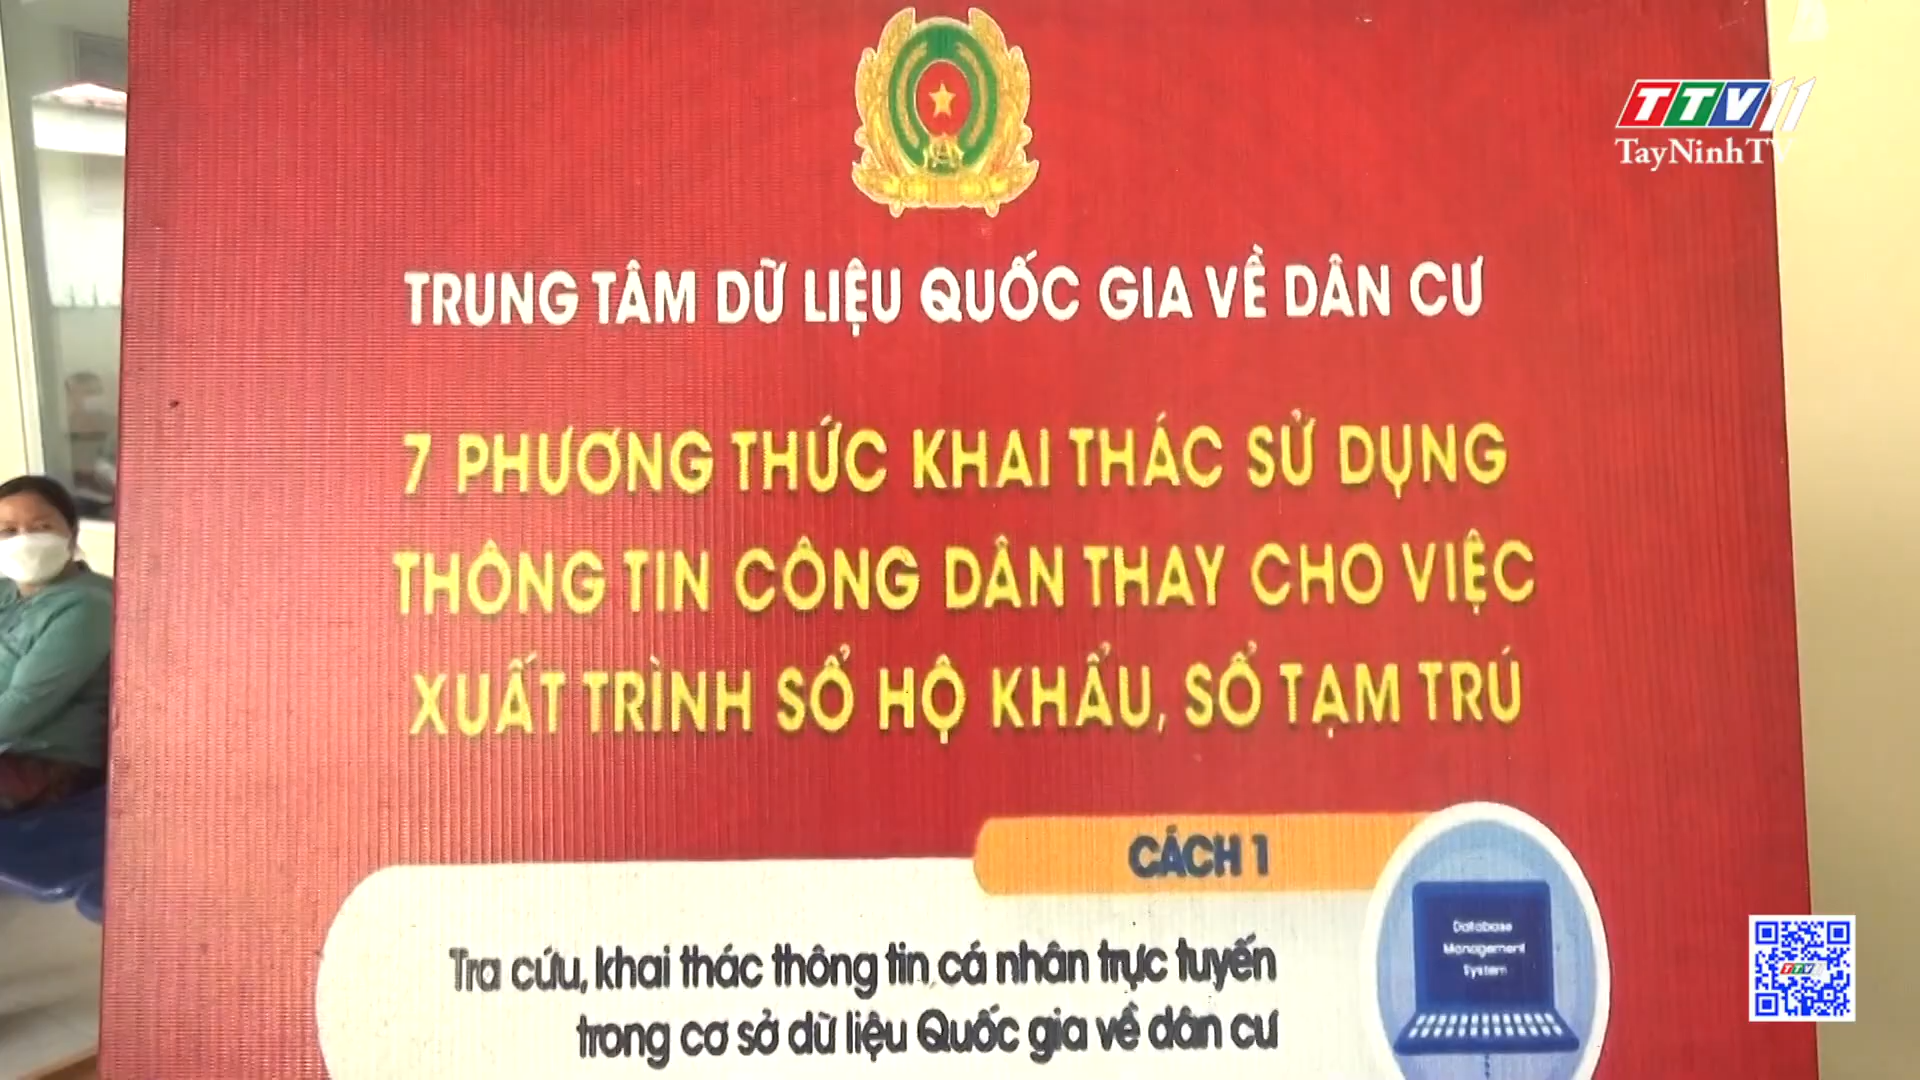 TTV11
TayNinhTV
TRUNG TÂM DỮ LIỆU QUỐC GIA VỀ DÂN CƯ
7 PHƯƠNG THỨC KHAI THÁC SỬ DỤNG
THÔNG TIN CÔNG DÂN THAY CHO VIỆC
XUẤT TRÌNH SỔ HỘ KHẨU, SỔ TẠM TRÚ
CÁCH 1
Tra cứu, khai thác thông tin cá nhân trực tuyến
trong cơ sở dữ liệu Quốc gia về dân cư
Database
Management
System
TTV